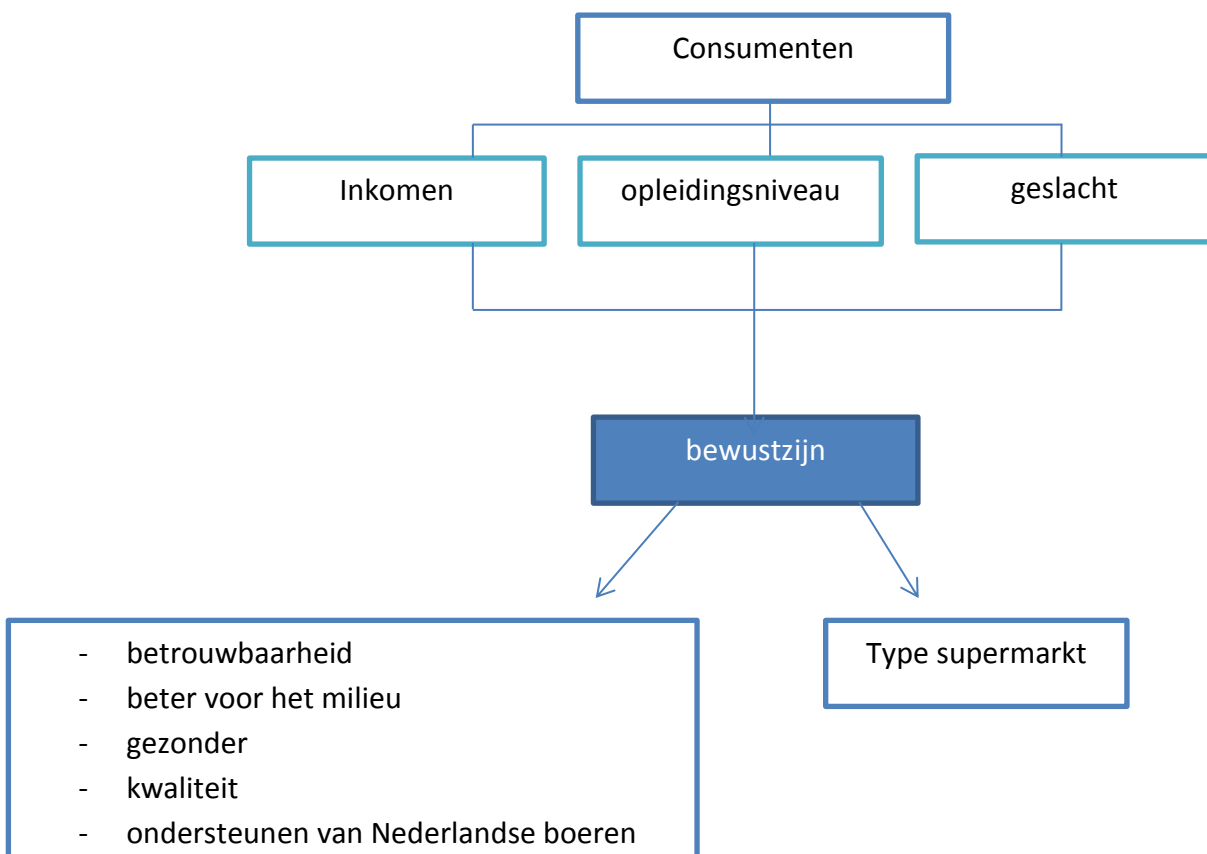 Consumenten
Inkomen
opleidingsniveau
geslacht
bewustzijn
- betrouwbaarheid
- beter voor het milieu
- gezonder
- kwaliteit
- ondersteunen van Nederlandse boeren
Type supermarkt